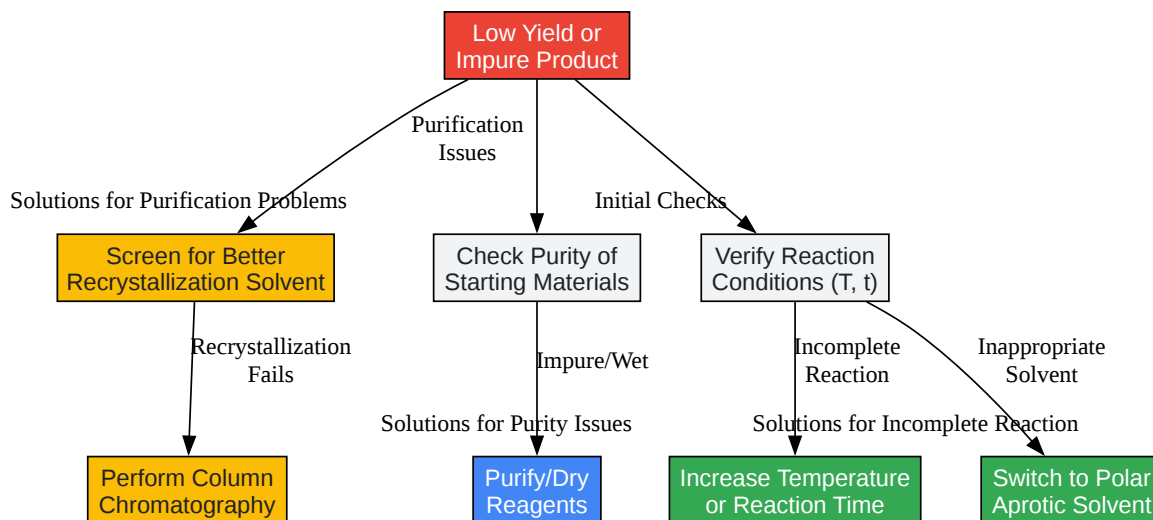 Low Yield or
Impure Product
Purification
Issues
Solutions for Purification Problems
Initial Checks
Screen for Better
Recrystallization Solvent
Check Purity of
Starting Materials
Verify Reaction
Conditions (T, t)
Recrystallization
Fails
Impure/Wet
Incomplete
Reaction
Inappropriate
Solvent
Solutions for Purity Issues
Solutions for Incomplete Reaction
Perform Column
Chromatography
Purify/Dry
Reagents
Increase Temperature
or Reaction Time
Switch to Polar
Aprotic Solvent